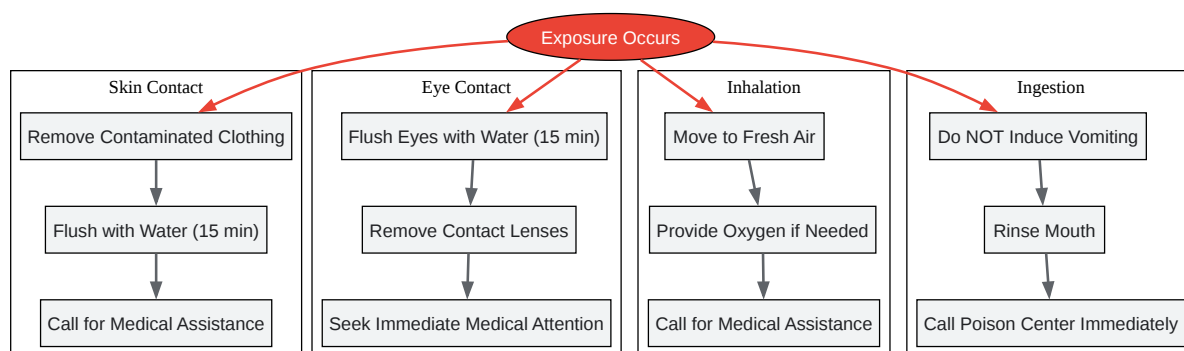 Exposure Occurs
Skin Contact
Remove Contaminated Clothing
Flush with Water (15 min)
Call for Medical Assistance
Eye Contact
Flush Eyes with Water (15 min)
Remove Contact Lenses
Seek Immediate Medical Attention
Inhalation
Move to Fresh Air
Provide Oxygen if Needed
Call for Medical Assistance
Ingestion
Do NOT Induce Vomiting
Rinse Mouth
Call Poison Center Immediately